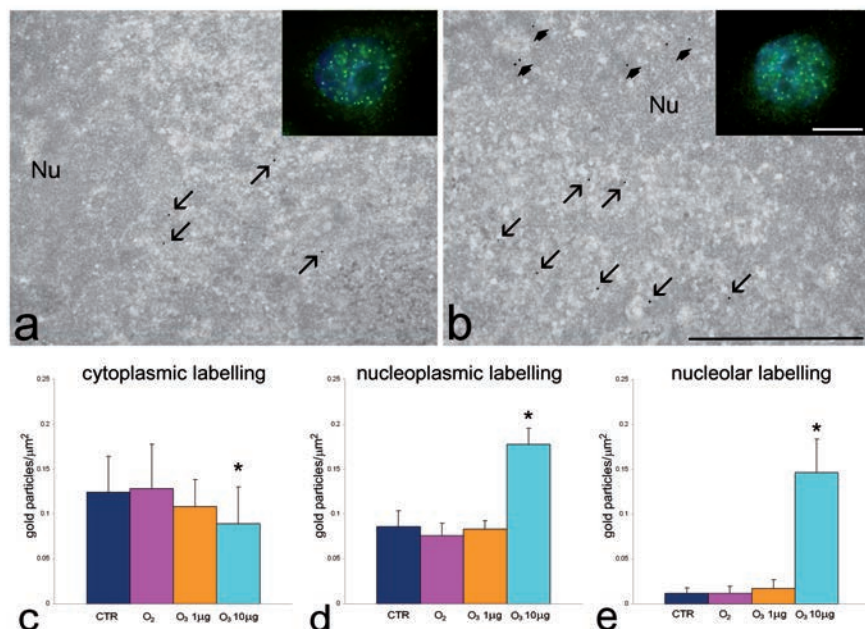 Nu
a
Nu
b
cytoplasmic labelling
gold particles/µm²
0.25
0.2
0.15
0.1
0.05
0
CTR O₂ O₃ 1µg O₃ 10µg
*
c
nucleoplasmic labelling
gold particles/µm²
0.25
0.2
0.15
0.1
0.05
0
CTR O₂ O₃ 1µg O₃ 10µg
*
d
nucleolar labelling
gold particles/µm²
0.25
0.2
0.15
0.1
0.05
0
CTR O₂ O₃ 1µg O₃ 10µg
*
e